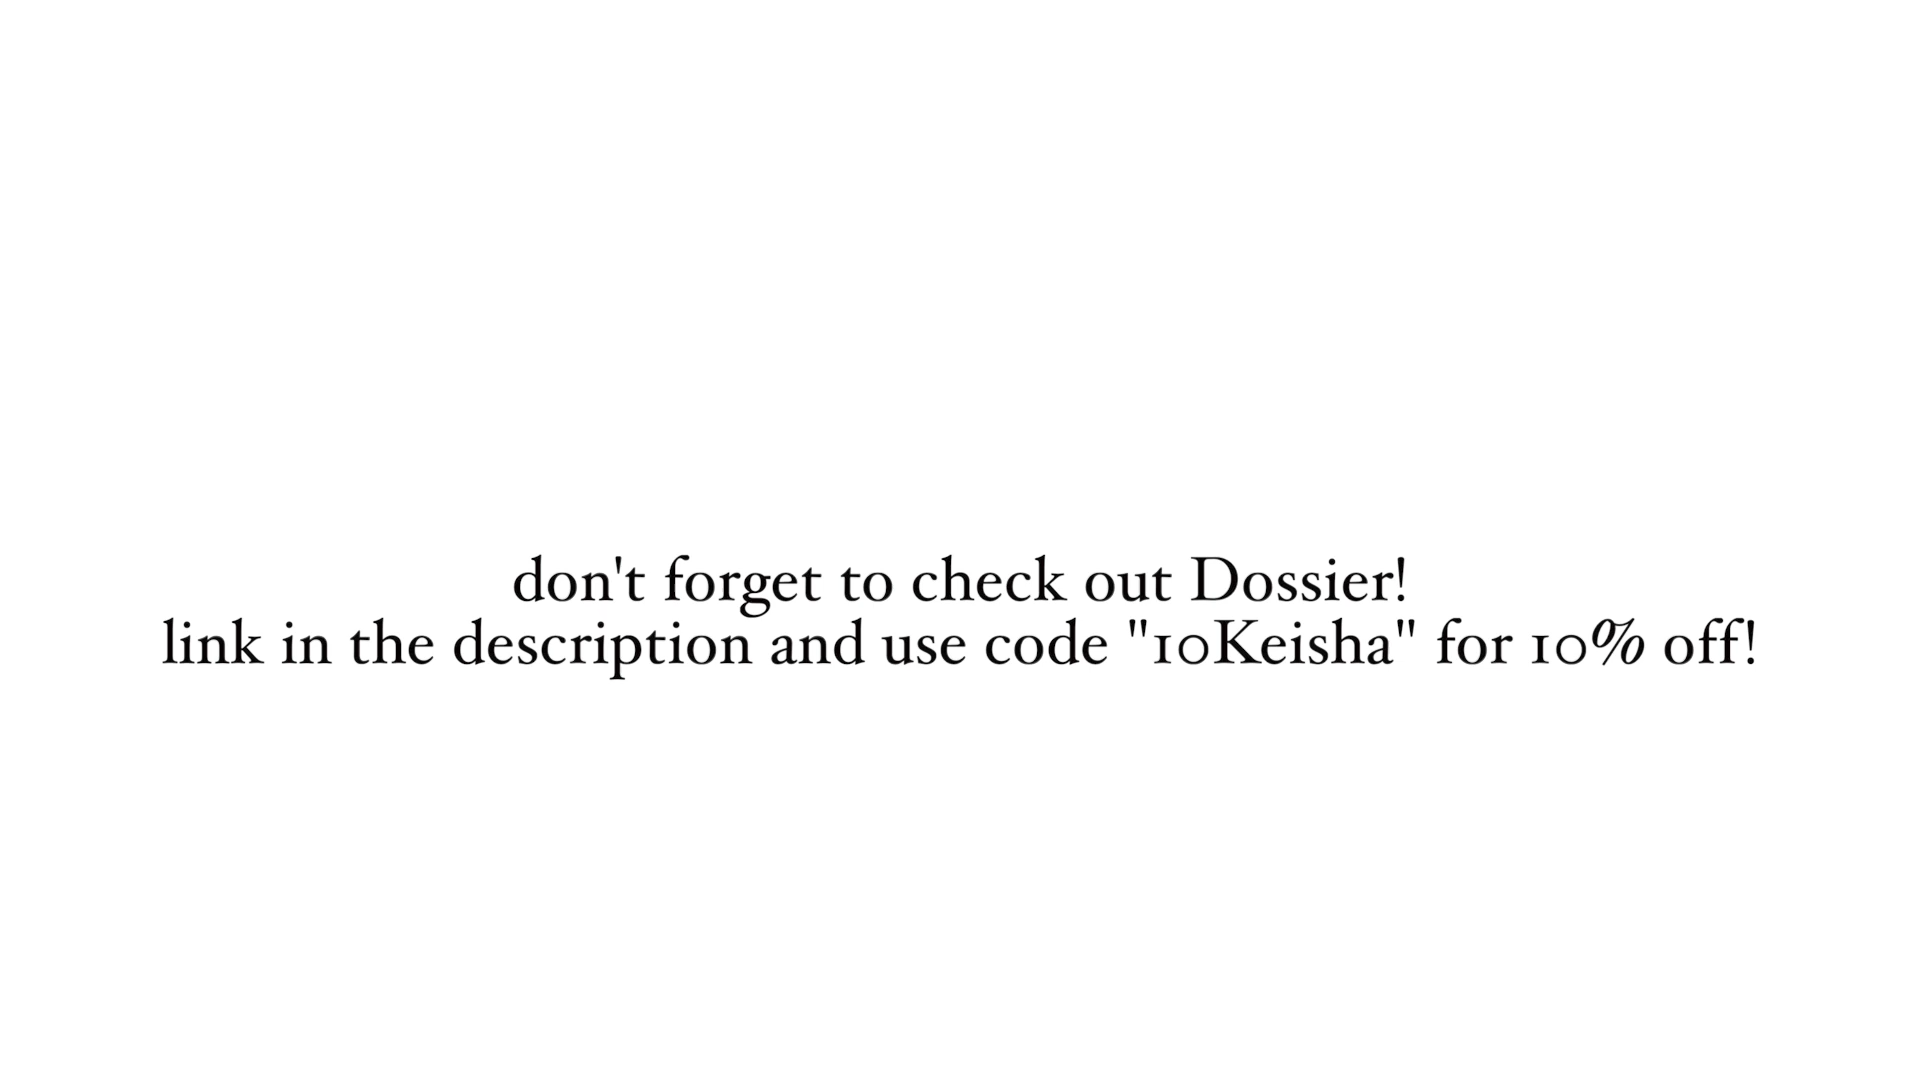 don't forget to check out Dossier!
link in the description and use code "10Keisha" for 10% off!